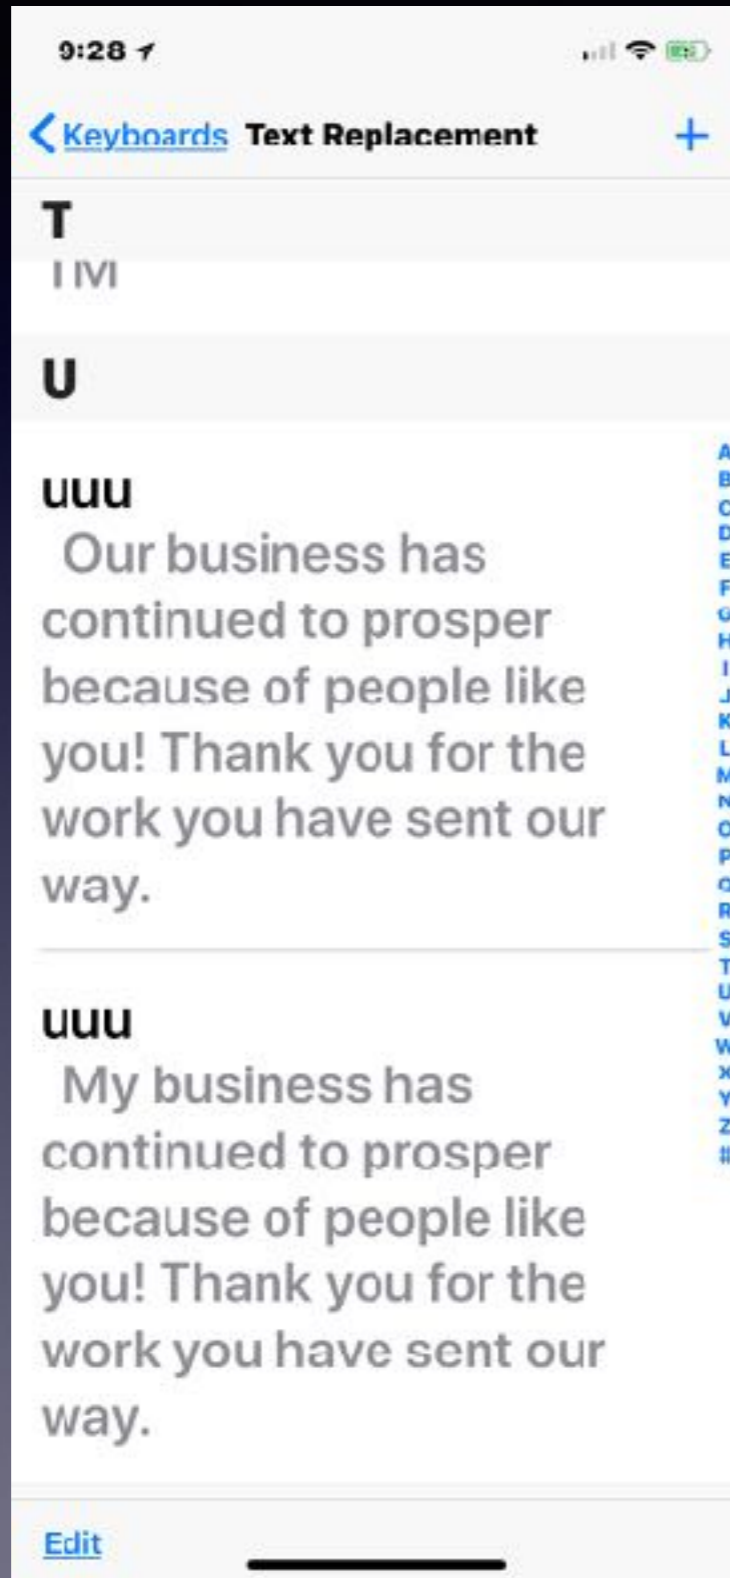 9:28
Keyboards Text Replacement +
T
U
uuu
Our business has
continued to prosper
because of people like
you! Thank you for the
work you have sent our
way.
uuu
My business has
continued to prosper
because of people like
you! Thank you for the
work you have sent our
way.
A
B
C
D
E
F
G
H
I
J
K
L
M
N
O
P
Q
R
S
T
U
V
W
X
Y
Z
#
Edit